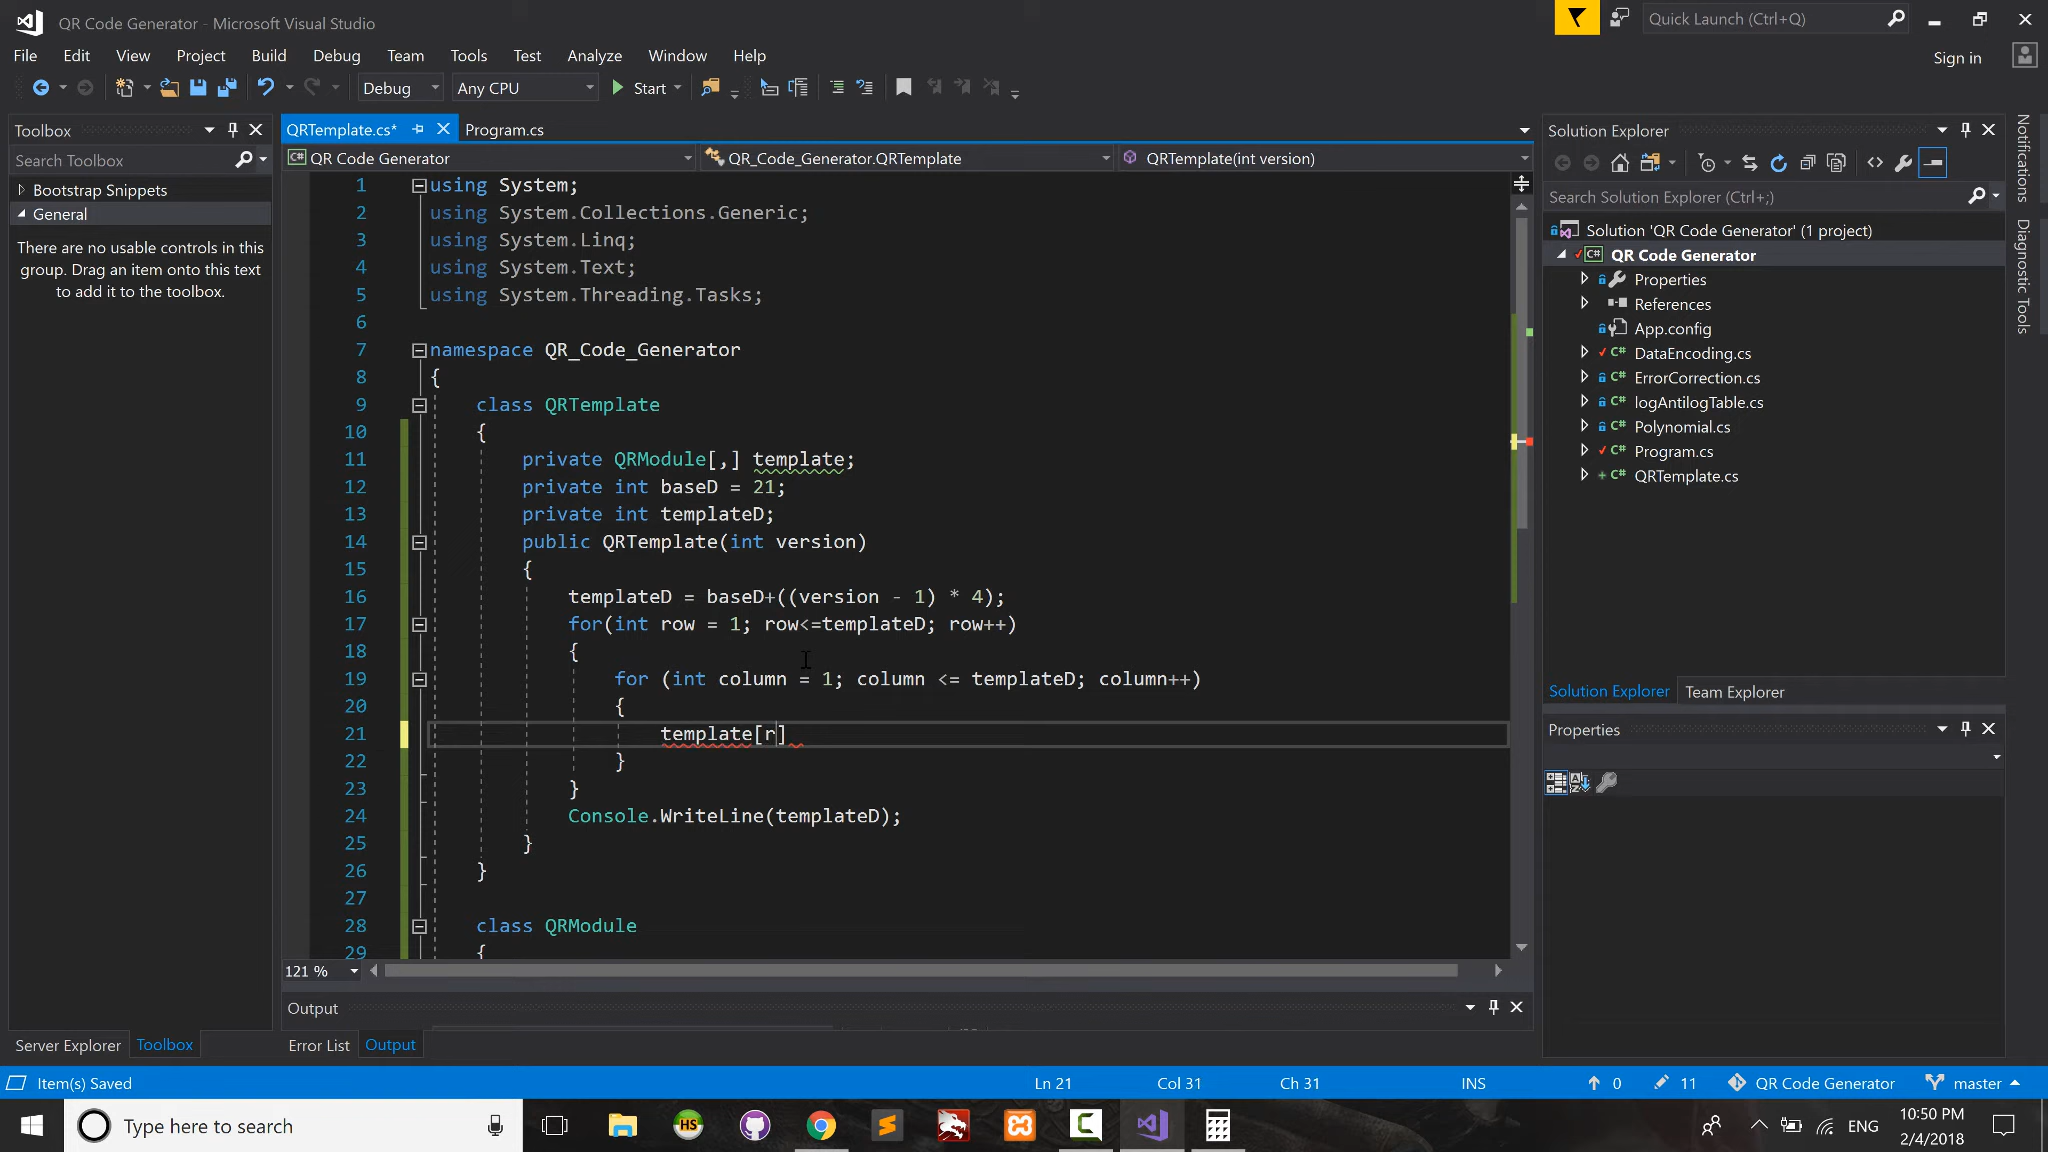 QR Code Generator - Microsoft Visual Studio
Quick Launch (Ctrl+Q)
File Edit View Project Build Debug Team Tools Test Analyze Window Help
Sign in
Debug Any CPU Start
Toolbox
Search Toolbox
Bootstrap Snippets
General
There are no usable controls in this
group. Drag an item onto this text
to add it to the toolbox.
QRTemplate.cs* Program.cs
C# QR Code Generator QR_Code_Generator.QRTemplate QRTemplate(int version)
1 using System;
2 using System.Collections.Generic;
3 using System.Linq;
4 using System.Text;
5 using System.Threading.Tasks;
6
7 namespace QR_Code_Generator
8 {
9 class QRTemplate
10 {
11 private QRModule[,] template;
12 private int baseD = 21;
13 private int templateD;
14 public QRTemplate(int version)
15 {
16 templateD = baseD+((version - 1) * 4);
17 for(int row = 1; row<=templateD; row++)
18 {
19 for (int column = 1; column <= templateD; column++)
20 {
21 template[r]
22 }
23 }
24 Console.WriteLine(templateD);
25 }
26 }
27
28 class QRModule
29 {
121 %
Output
Server Explorer Toolbox
Error List Output
Solution Explorer
Search Solution Explorer (Ctrl+;)
Solution 'QR Code Generator' (1 project)
C# QR Code Generator
Properties
References
App.config
C# DataEncoding.cs
C# ErrorCorrection.cs
C# logAntilogTable.cs
C# Polynomial.cs
C# Program.cs
C# QRTemplate.cs
Solution Explorer Team Explorer
Properties
Notifications
Diagnostic Tools
Item(s) Saved Ln 21 Col 31 Ch 31 INS 0 11 QR Code Generator master
Type here to search
HS
ENG
10:50 PM
2/4/2018